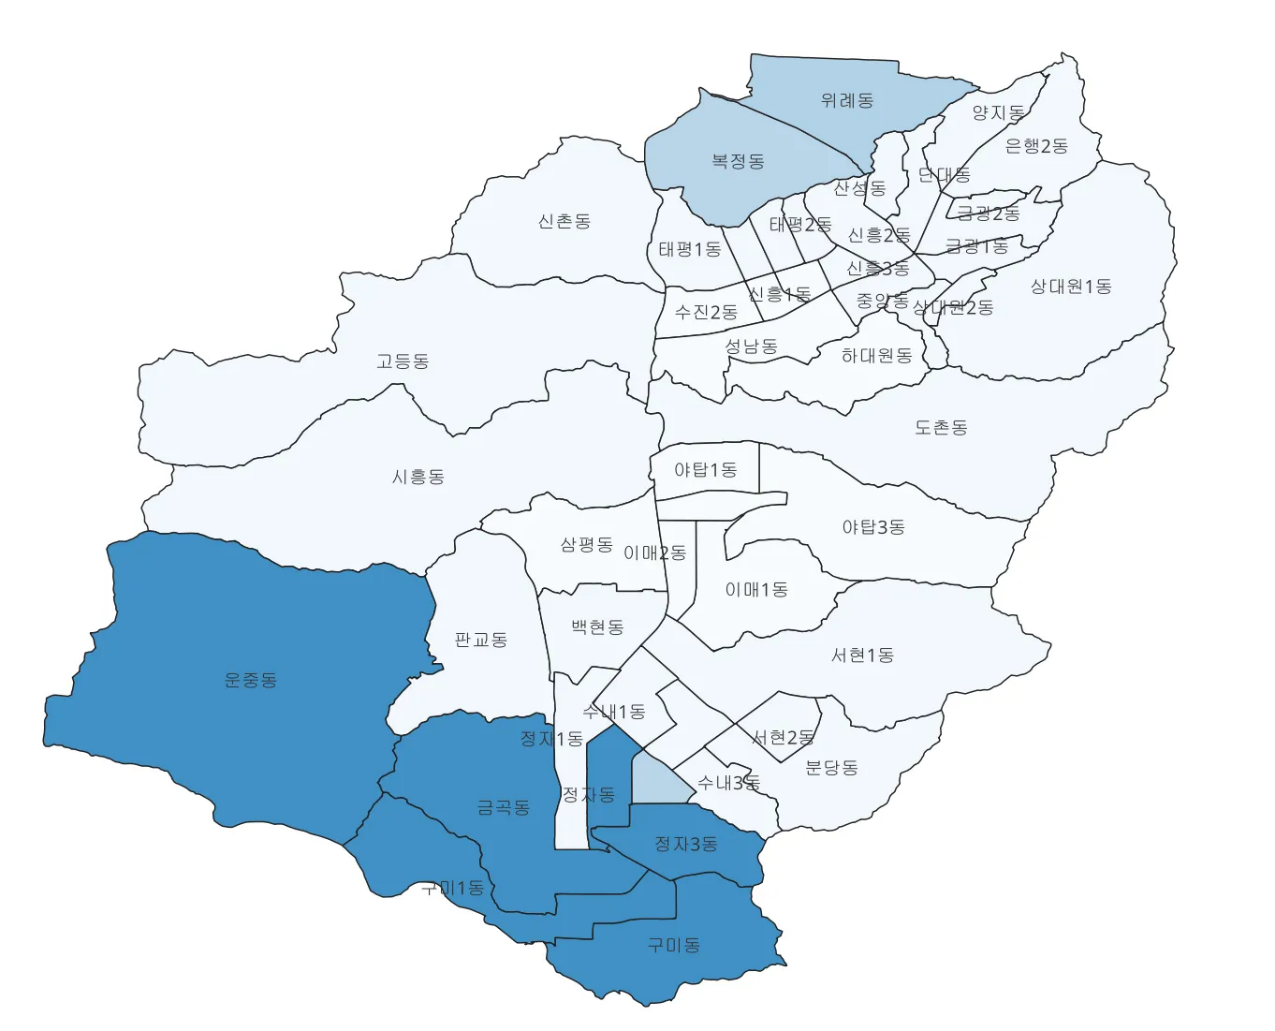 위례동
양지동
은행2동
복정동
단대동
산성동
금광2동
신촌동
태평2동
신흥2동
태평1동
금광1동
신흥3동
상대원1동
신흥1동
중앙동
상대원2동
수진2동
성남동
하대원동
고등동
도촌동
야탑1동
시흥동
야탑3동
삼평동
이매2동
이매1동
백현동
판교동
서현1동
운중동
수내1동
정자1동
서현2동
분당동
수내3동
정자동
금곡동
정자3동
구미1동
구미동